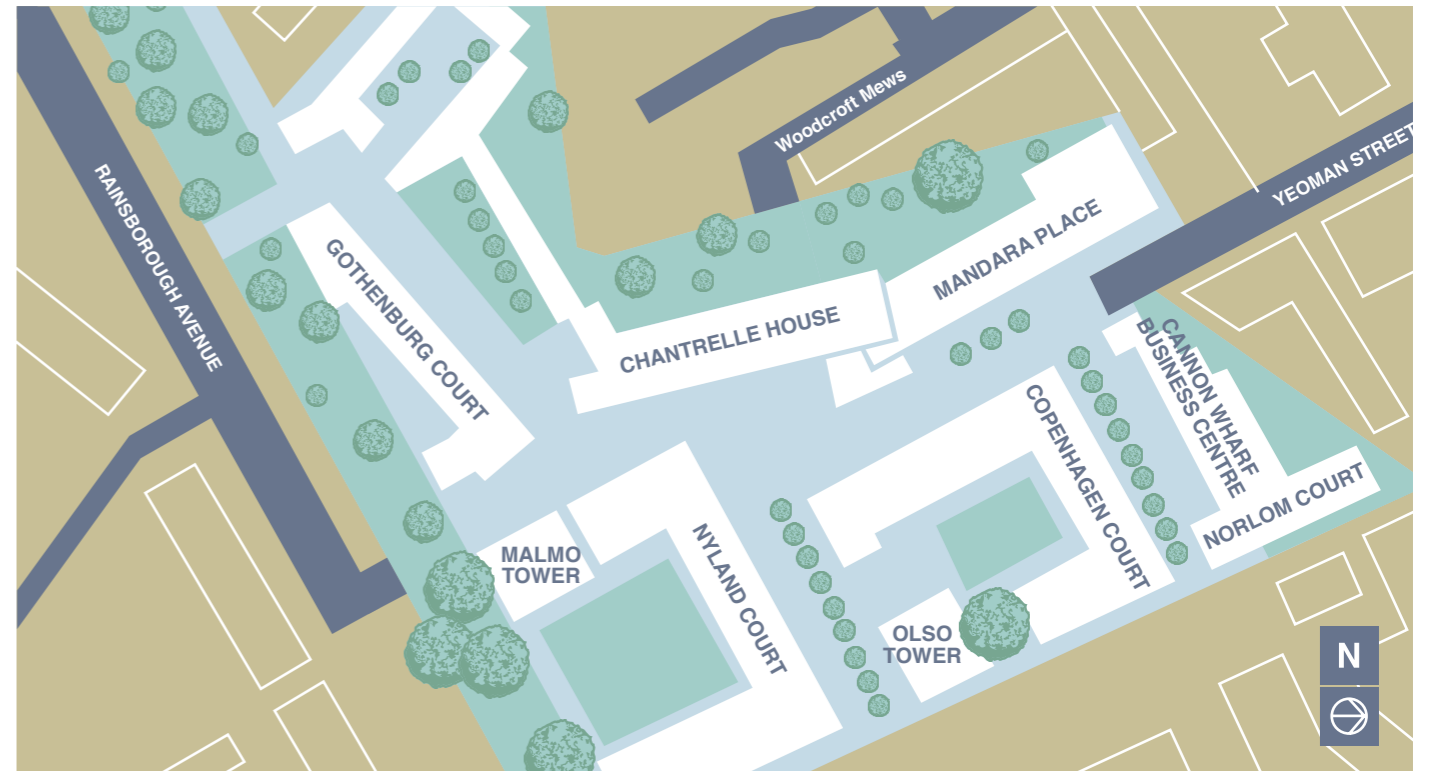 Woodcroft Mews
YEOMAN STREET
RAINSBOROUGH AVENUE
GOTHENBURG COURT
MANDARA PLACE
CHANTRELLE HOUSE
CANNON WHARF
BUSINESS CENTRE
COPENHAGEN COURT
NORLOM COURT
NYLAND COURT
MALMO
TOWER
OLSO
TOWER
N